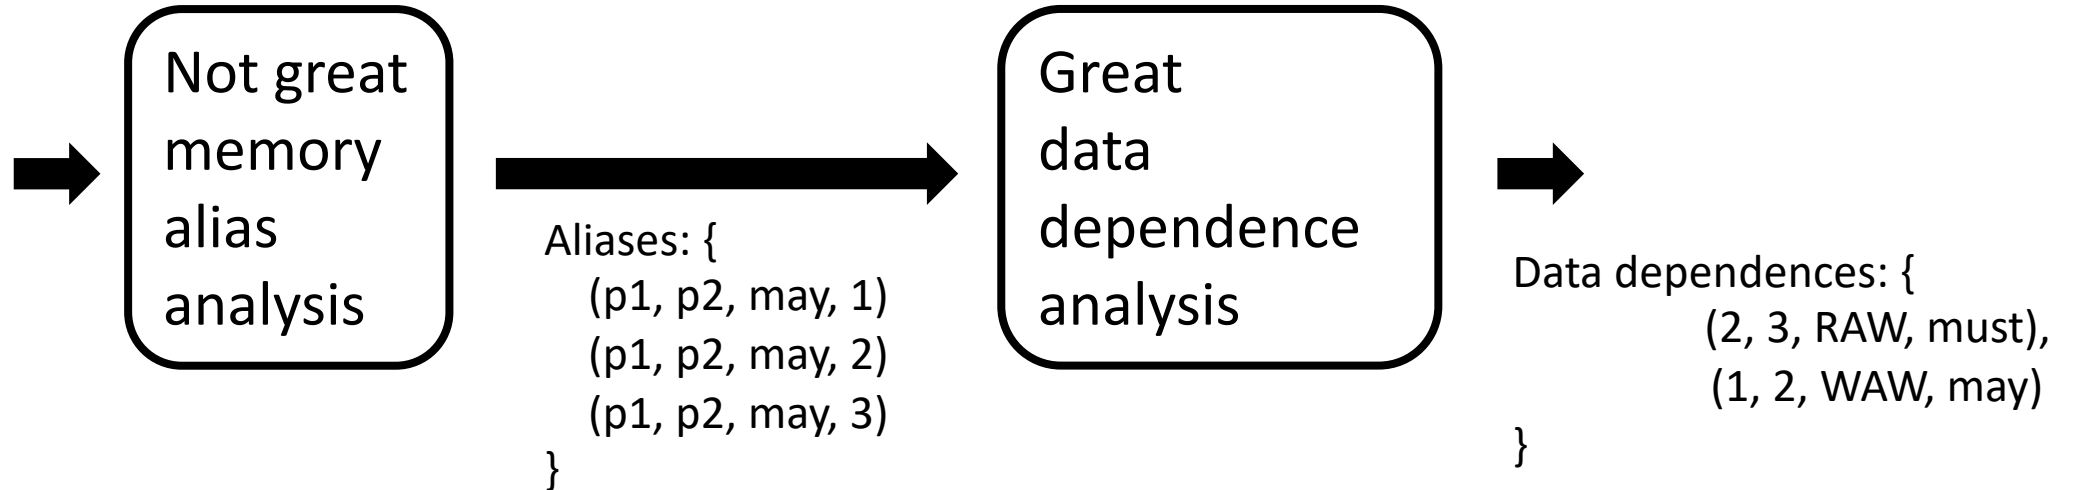 Not great
memory
alias
analysis
Aliases: {
(p1, p2, may, 1)
(p1, p2, may, 2)
(p1, p2, may, 3)
}
Great
data
dependence
analysis
Data dependences: {
(2, 3, RAW, must),
(1, 2, WAW, may)
}